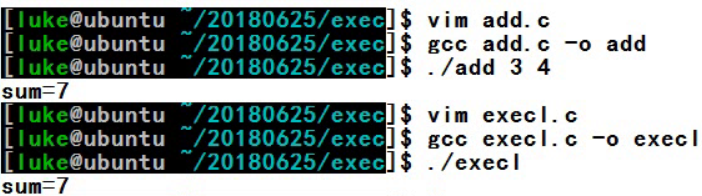 [luke@ubuntu ~/20180625/exec]$ vim add.c
[luke@ubuntu ~/20180625/exec]$ gcc add.c -o add
[luke@ubuntu ~/20180625/exec]$ ./add 3 4
sum=7
[luke@ubuntu ~/20180625/exec]$ vim execl.c
[luke@ubuntu ~/20180625/exec]$ gcc execl.c -o execl
[luke@ubuntu ~/20180625/exec]$ ./execl
sum=7